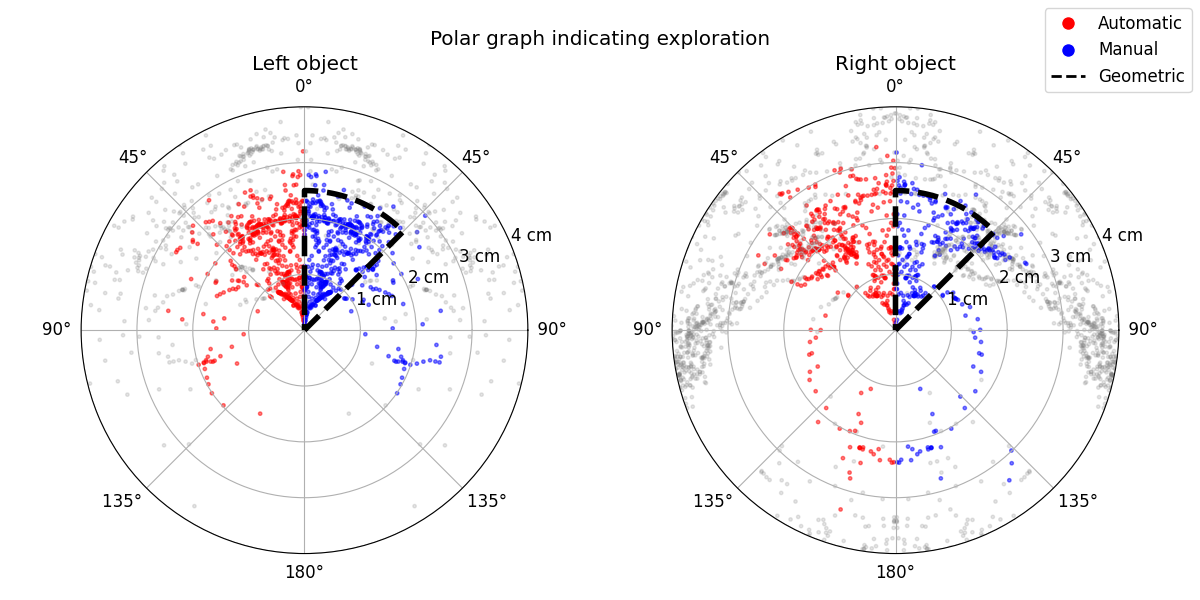 Polar graph indicating exploration
Automatic
Manual
Geometric
Left object
0°
45°
45°
4 cm
3 cm
2 cm
1 cm
90°
90°
135°
135°
180°
Right object
0°
45°
45°
4 cm
3 cm
2 cm
1 cm
90°
90°
135°
135°
180°